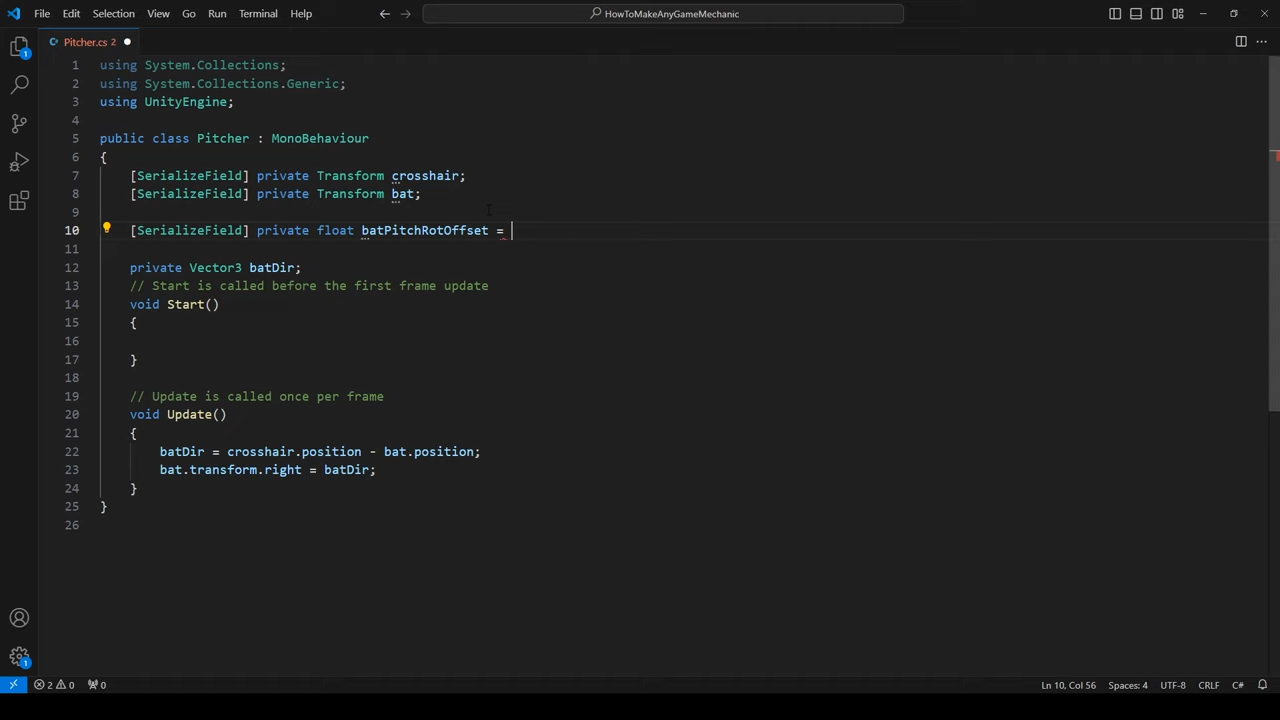 File Edit Selection View Go Run Terminal Help HowToMakeAnyGameMechanic
Pitcher.cs 2
1 using System.Collections;
2 using System.Collections.Generic;
3 using UnityEngine;
4
5 public class Pitcher : MonoBehaviour
6 {
7 [SerializeField] private Transform crosshair;
8 [SerializeField] private Transform bat;
9
10 [SerializeField] private float batPitchRotOffset =
11
12 private Vector3 batDir;
13 // Start is called before the first frame update
14 void Start()
15 {
16
17 }
18
19 // Update is called once per frame
20 void Update()
21 {
22 batDir = crosshair.position - bat.position;
23 bat.transform.right = batDir;
24 }
25 }
26
1
1
2 0 0 Ln 10, Col 56 Spaces: 4 UTF-8 CRLF C#